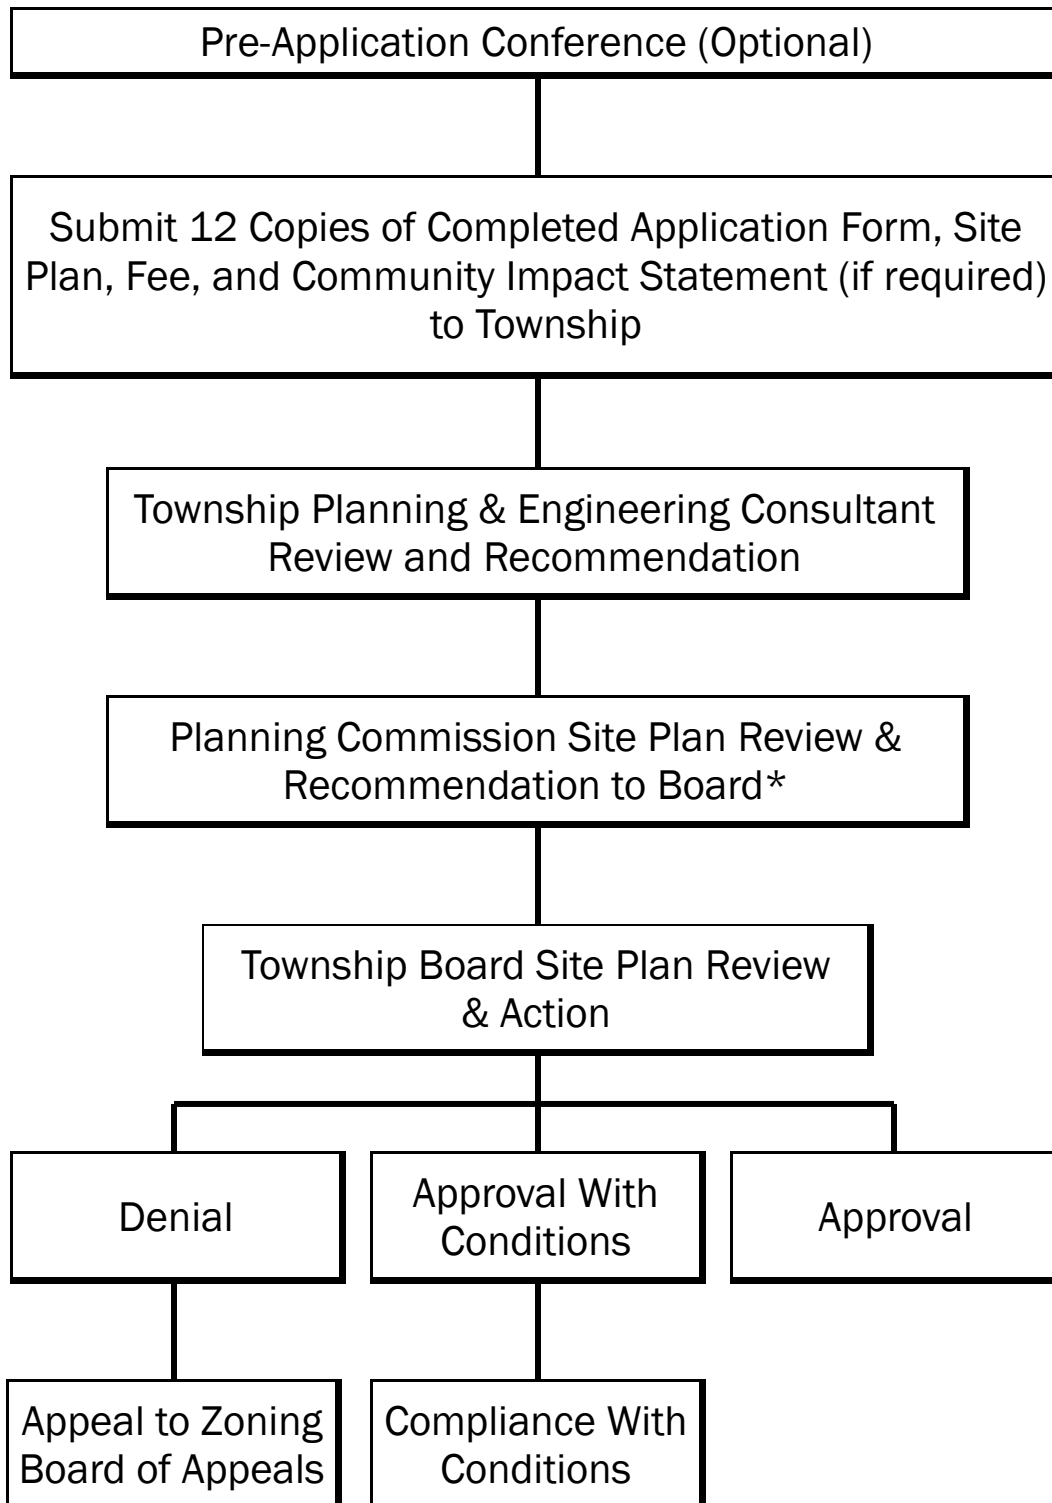 Pre-Application Conference (Optional)
Submit 12 Copies of Completed Application Form, Site
Plan, Fee, and Community Impact Statement (if required)
to Township
Township Planning & Engineering Consultant
Review and Recommendation
Planning Commission Site Plan Review &
Recommendation to Board*
Township Board Site Plan Review
& Action
Denial
Approval With
Conditions
Approval
Appeal to Zoning
Board of Appeals
Compliance With
Conditions